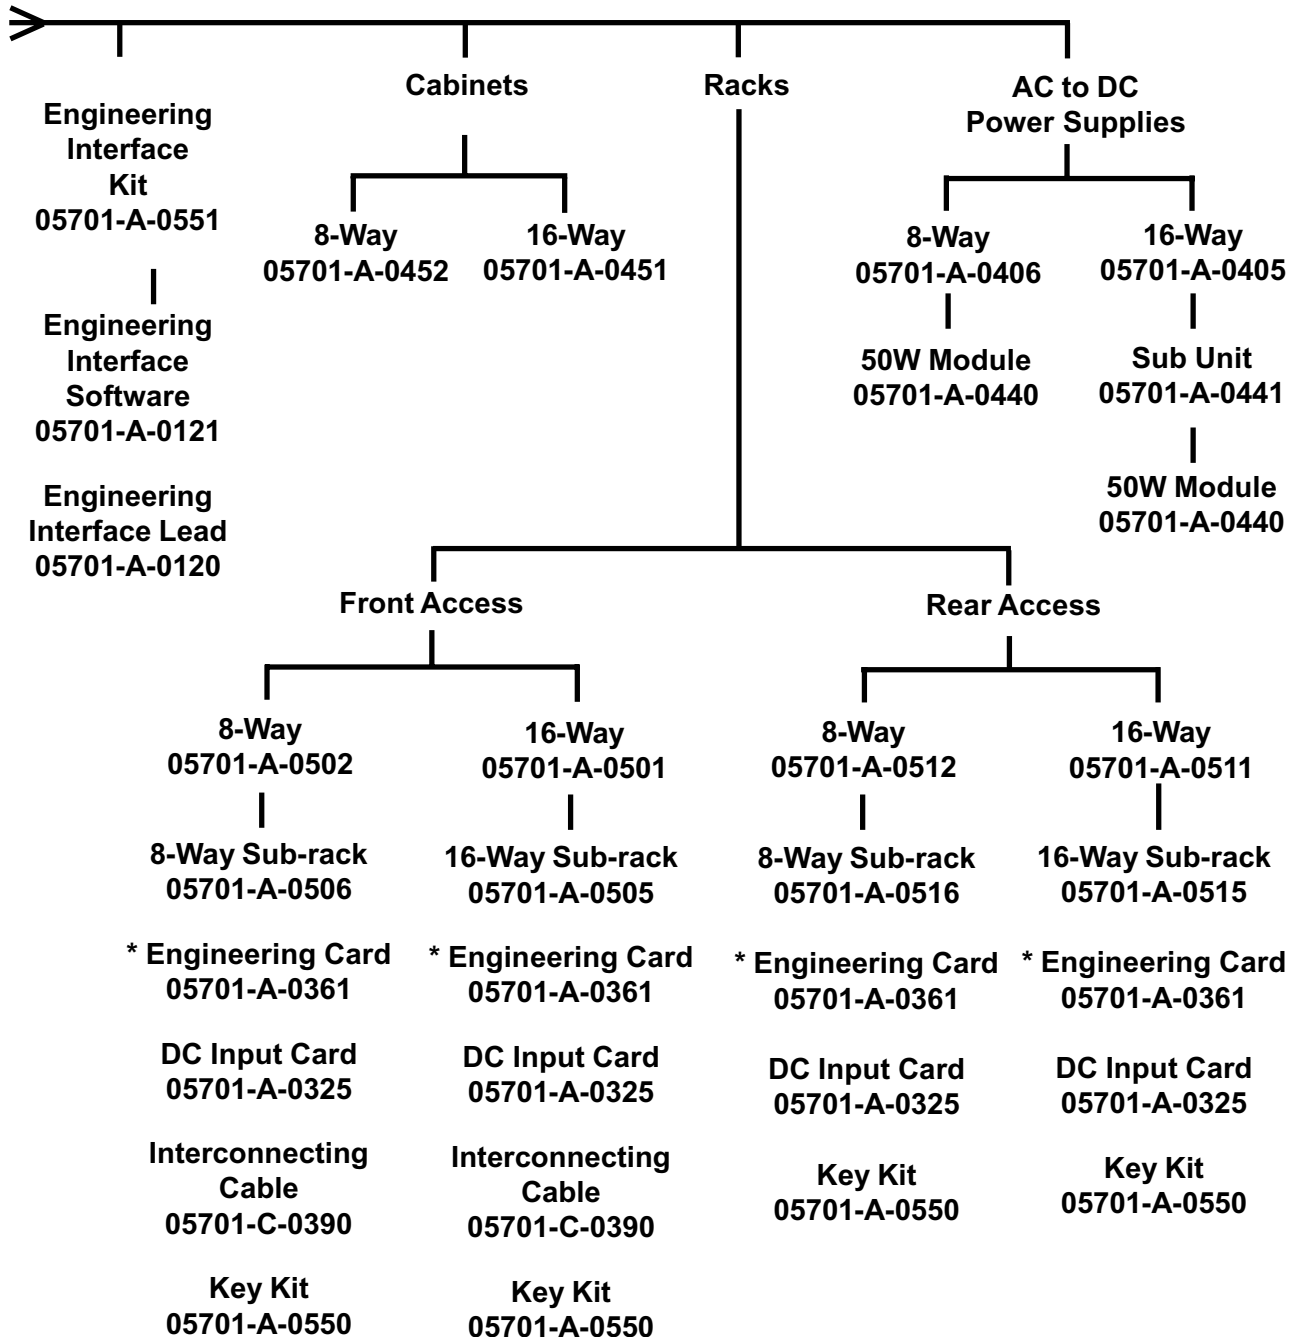 Engineering
Interface
Kit
05701-A-0551
Engineering
Interface
Software
05701-A-0121
Engineering
Interface Lead
05701-A-0120
Cabinets
8-Way
05701-A-0452
16-Way
05701-A-0451
Racks
AC to DC
Power Supplies
8-Way
05701-A-0406
50W Module
05701-A-0440
16-Way
05701-A-0405
Sub Unit
05701-A-0441
50W Module
05701-A-0440
Front Access
8-Way
05701-A-0502
8-Way Sub-rack
05701-A-0506
* Engineering Card
05701-A-0361
DC Input Card
05701-A-0325
Interconnecting
Cable
05701-C-0390
Key Kit
05701-A-0550
16-Way
05701-A-0501
16-Way Sub-rack
05701-A-0505
* Engineering Card
05701-A-0361
DC Input Card
05701-A-0325
Interconnecting
Cable
05701-C-0390
Key Kit
05701-A-0550
Rear Access
8-Way
05701-A-0512
8-Way Sub-rack
05701-A-0516
* Engineering Card
05701-A-0361
DC Input Card
05701-A-0325
Key Kit
05701-A-0550
16-Way
05701-A-0511
16-Way Sub-rack
05701-A-0515
* Engineering Card
05701-A-0361
DC Input Card
05701-A-0325
Key Kit
05701-A-0550